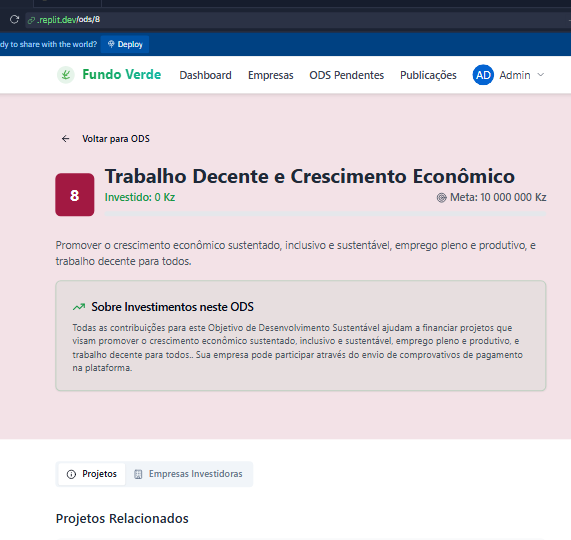 .replit.dev/ods/8
dy to share with the world? Deploy
Fundo Verde Dashboard Empresas ODS Pendentes Publicações AD Admin
Voltar para ODS
8
Trabalho Decente e Crescimento Econômico
Investido: 0 Kz Meta: 10 000 000 Kz
Promover o crescimento econômico sustentado, inclusivo e sustentável, emprego pleno e produtivo, e
trabalho decente para todos.
Sobre Investimentos neste ODS
Todas as contribuições para este Objetivo de Desenvolvimento Sustentável ajudam a financiar projetos que
visam promover o crescimento econômico sustentado, inclusivo e sustentável, emprego pleno e produtivo, e
trabalho decente para todos.. Sua empresa pode participar através do envio de comprovativos de pagamento
na plataforma.
Projetos Empresas Investidoras
Projetos Relacionados